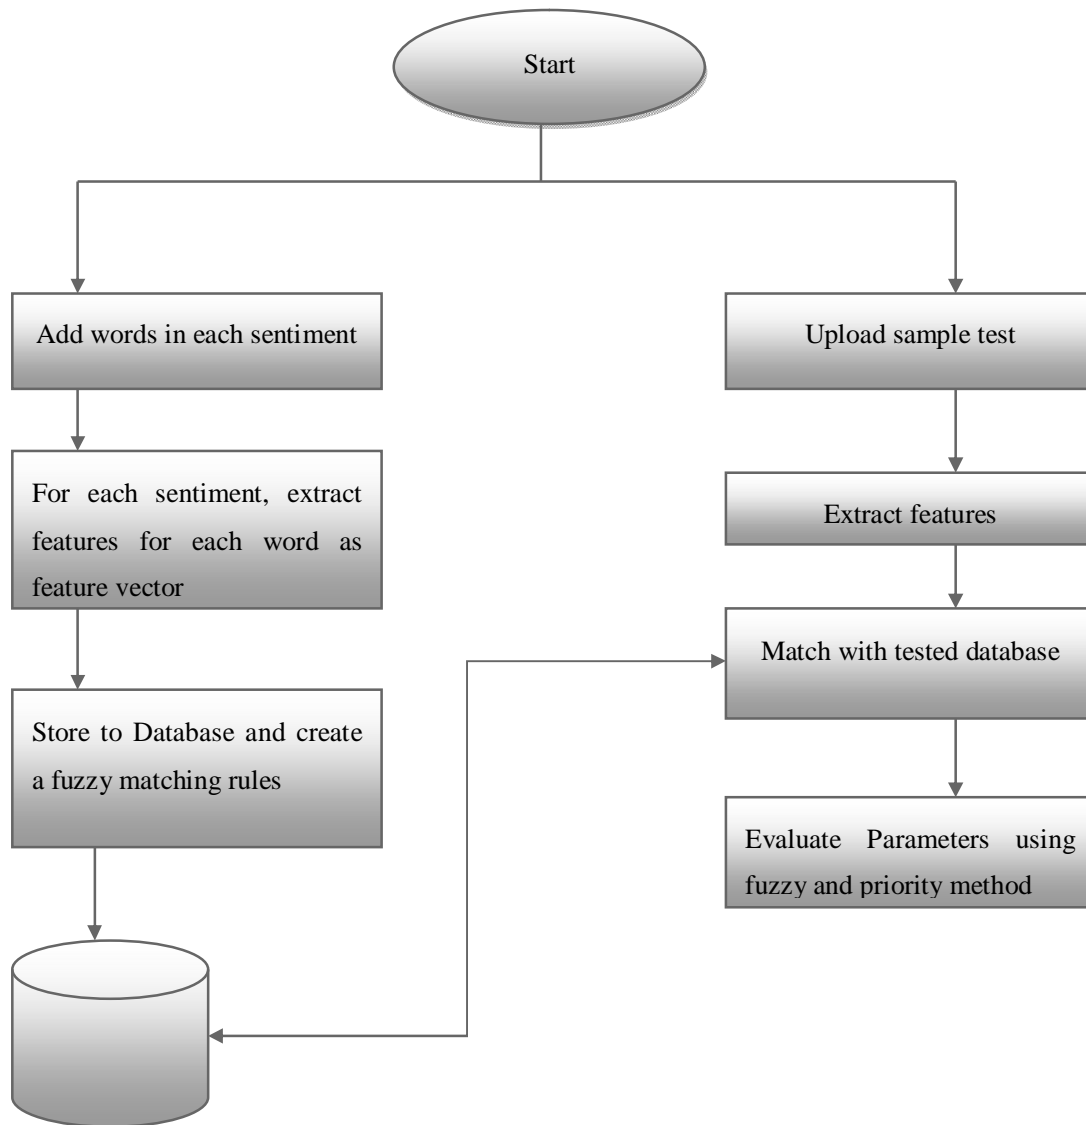 Start
Add words in each sentiment
For each sentiment, extract
features for each word as
feature vector
Store to Database and create
a fuzzy matching rules
Upload sample test
Extract features
Match with tested database
Evaluate Parameters using
fuzzy and priority method